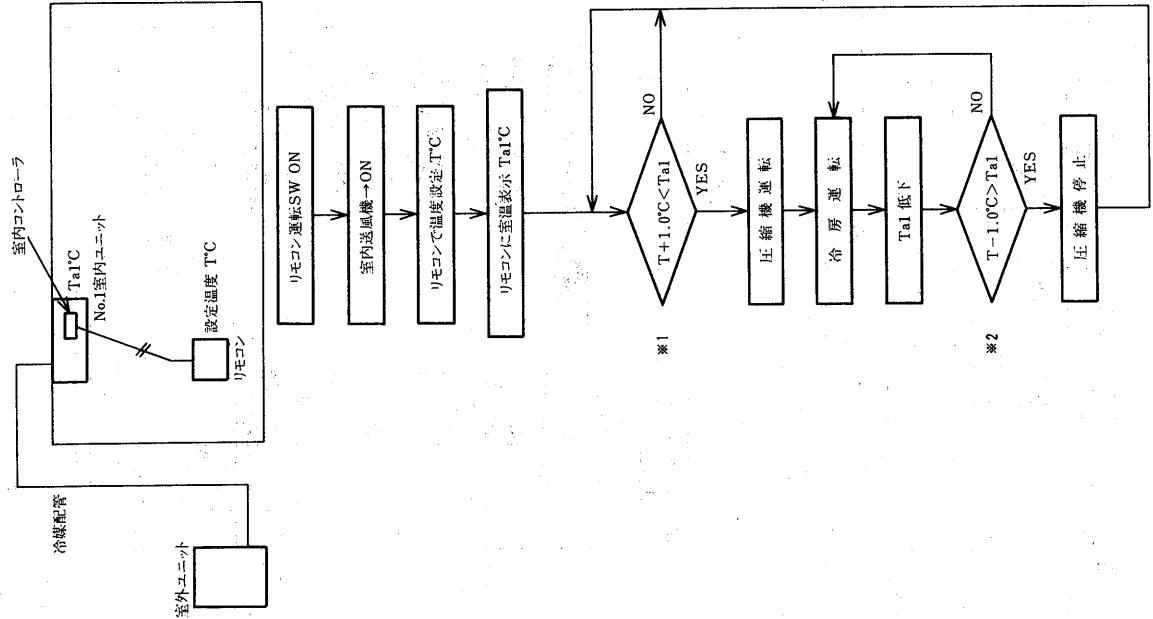 室内コントローラ
Ta1℃
No.1室内ユニット
設定温度 T℃
リモコン
冷媒配管
室外ユニット
リモコン運転SW ON
室内送風機→ON
リモコンで温度設定 T℃
リモコンに室温表示 Ta1℃
※1
T+1.0℃<Ta1
NO
YES
圧縮機運転
冷房運転
Ta1 低下
※2
T-1.0℃>Ta1
NO
YES
圧縮機停止